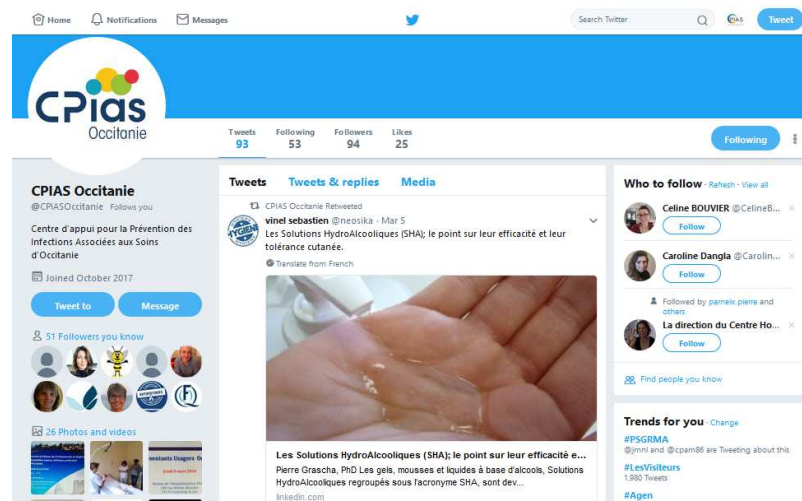 Home
Notifications
Messages
Search Twitter
CPIAS
Tweet
CPias
Occitanie
Tweets
93
Following
53
Followers
94
Likes
25
Following
CPIAS Occitanie
@CPIASOccitanie Follows you
Centre d'appui pour la Prévention des
Infections Associées aux Soins
d'Occitanie
Joined October 2017
Tweet to
Message
51 Followers you know
26 Photos and videos
Tweets
Tweets & replies
Media
CPIAS Occitanie Retweeted
HYGIENE
vinel sebastien @neosika · Mar 5
Les Solutions HydroAlcooliques (SHA); le point sur leur efficacité et leur
tolérance cutanée.
Translate from French
Les Solutions HydroAlcooliques (SHA); le point sur leur efficacité e...
Pierre Grascha, PhD Les gels, mousses et liquides à base d'alcools, Solutions
HydroAlcooliques regroupés sous l'acronyme SHA, sont dev...
linkedin.com
Who to follow · Refresh · View all
Celine BOUVIER @CelineB...
Follow
Caroline Dangla @Carolin...
Follow
Followed by parneix pierre and
others
La direction du Centre Ho...
Follow
Find people you know
Trends for you · Change
#PSGRMA
@jmnl and @cpam86 are Tweeting about this
#LesVisiteurs
1,980 Tweets
#Agen